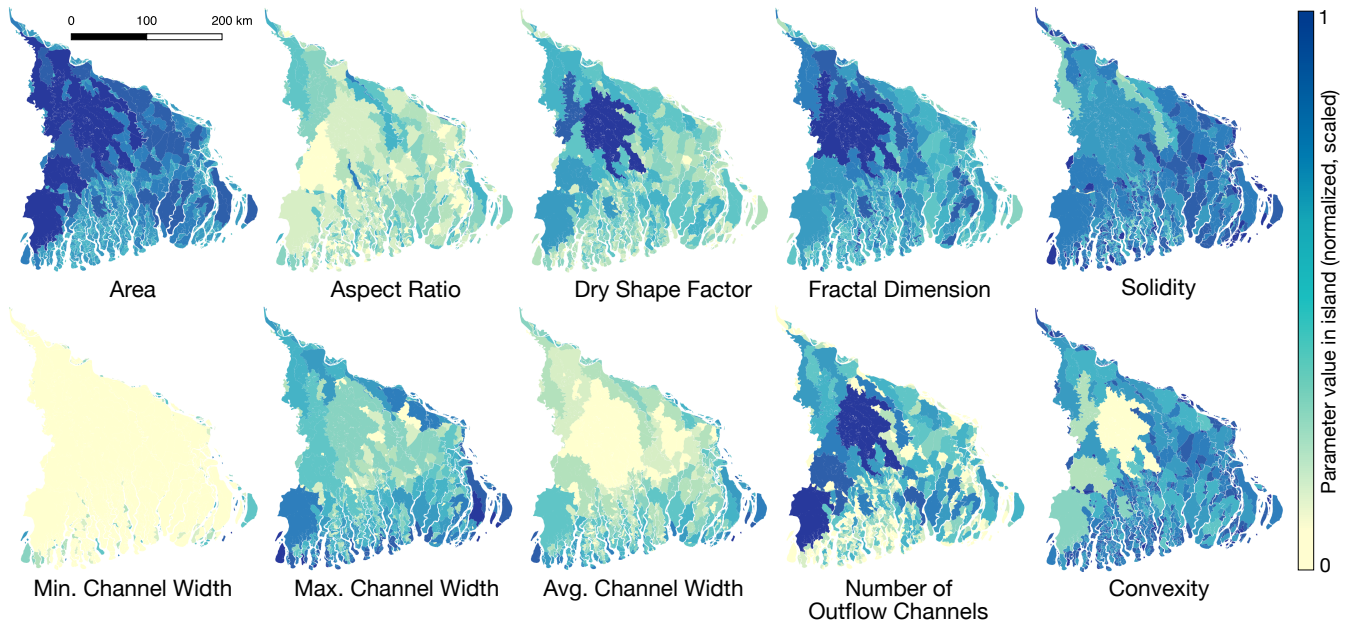 0 100 200 km
Area
Aspect Ratio
Dry Shape Factor
Fractal Dimension
Solidity
Min. Channel Width
Max. Channel Width
Avg. Channel Width
Number of
Outflow Channels
Convexity
1
Parameter value in island (normalized, scaled)
0